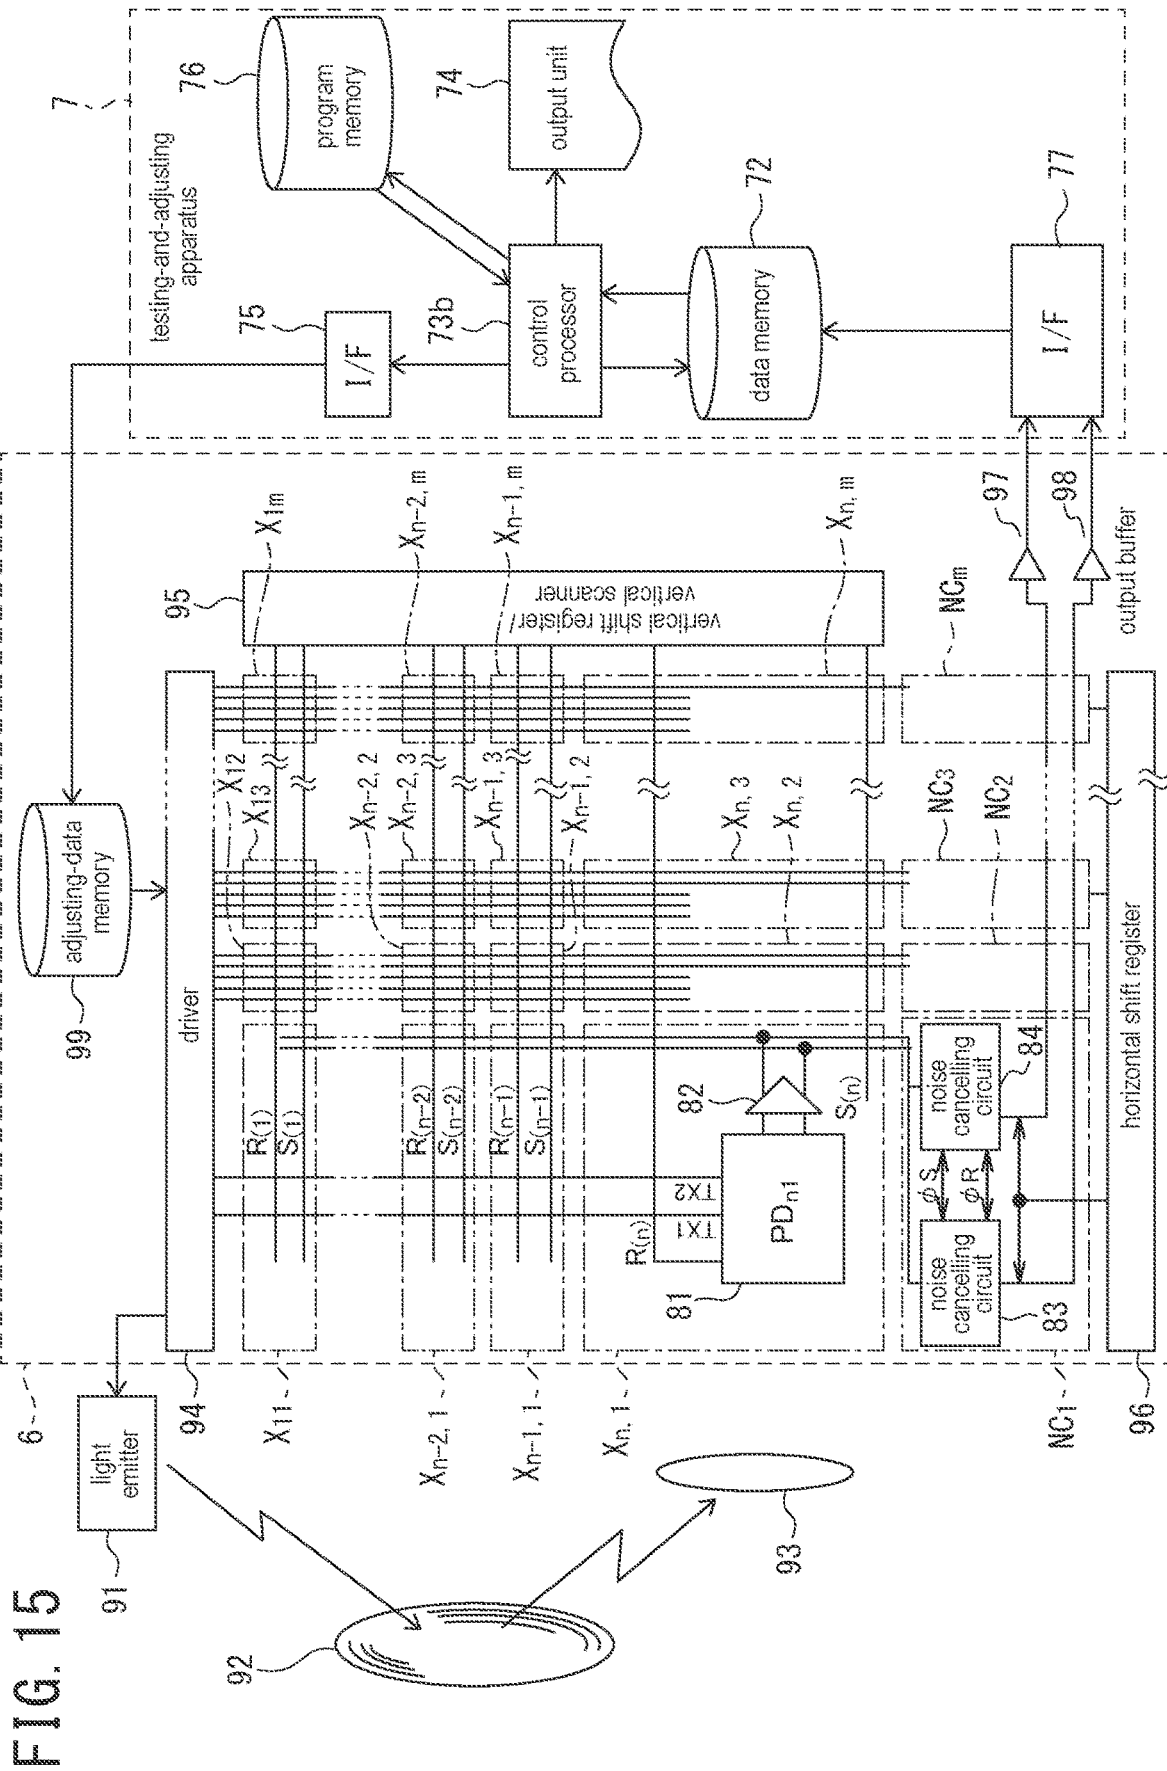 FIG. 15
7
testing-and-adjusting
apparatus
76
program
memory
74
output unit
75
I/F
73b
control
processor
72
data memory
77
I/F
6
91
light
emitter
92
93
99
adjusting-data
memory
94
driver
95
vertical shift register/
vertical scanner
96
horizontal shift register
97
98
output buffer
X11
X12
X13
X1m
Xn-2, 1
Xn-2, 2
Xn-2, 3
Xn-2, m
Xn-1, 1
Xn-1, 2
Xn-1, 3
Xn-1, m
Xn, 1
Xn, 2
Xn, 3
Xn, m
R(1)
S(1)
R(n-2)
S(n-2)
R(n-1)
S(n-1)
R(n)
S(n)
TX1
TX2
81
PDn1
82
83
noise
cancelling
circuit
84
noise
cancelling
circuit
φS
φR
NC1
NC2
NC3
NCm